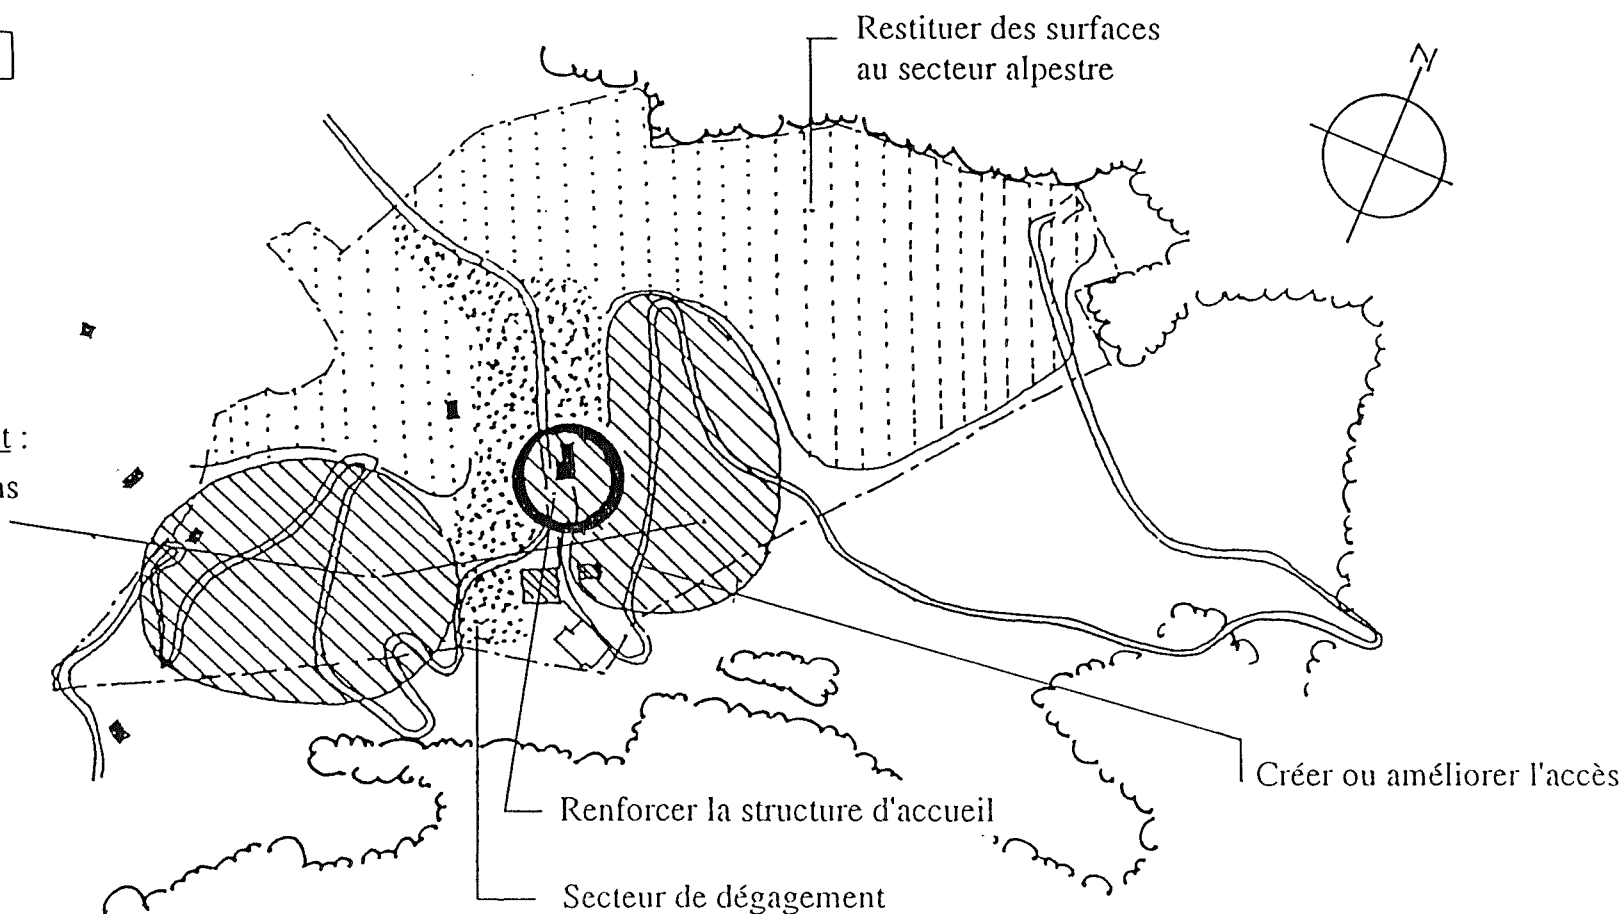 Restituer des surfaces
au secteur alpestre
N
Créer ou améliorer l'accès
Renforcer la structure d'accueil
Secteur de dégagement